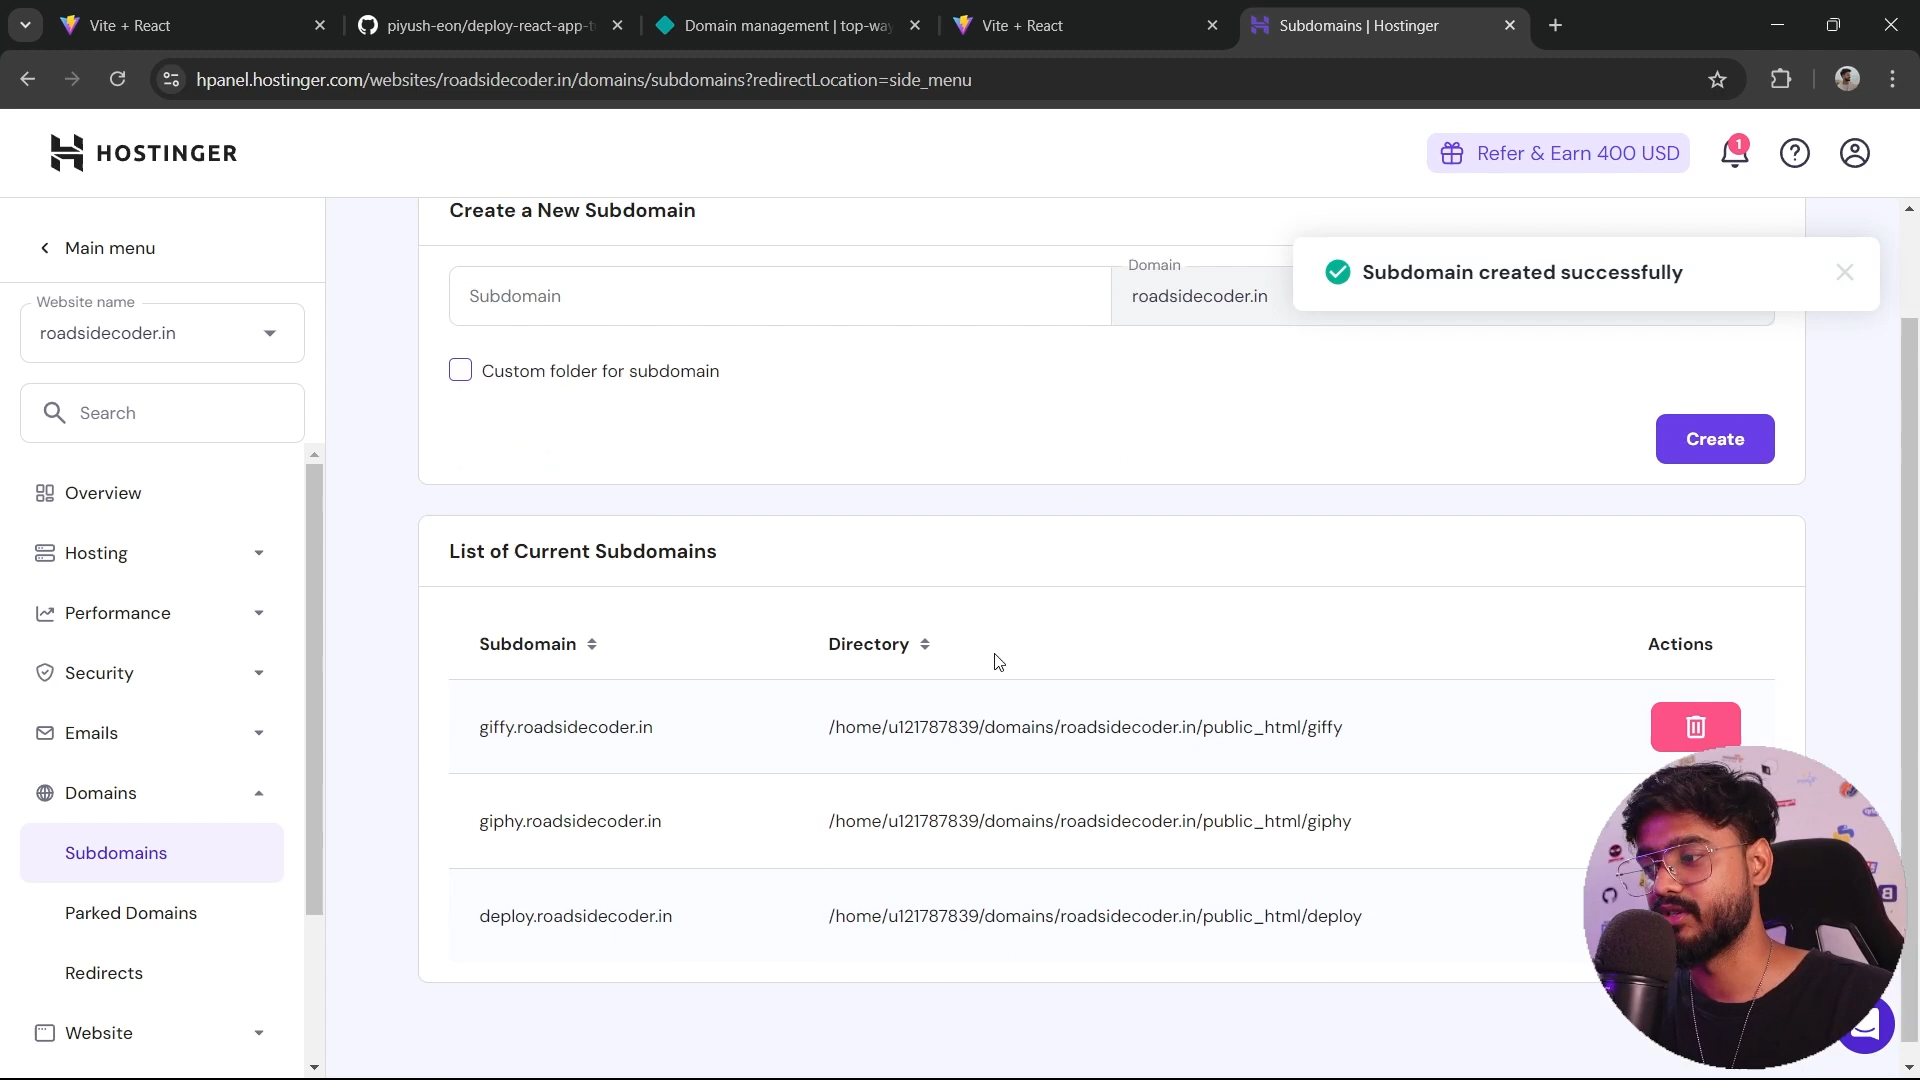 Vite + React
piyush-eon/deploy-react-app-t
Domain management | top-way
Vite + React
Subdomains | Hostinger
hpanel.hostinger.com/websites/roadsidecoder.in/domains/subdomains?redirectLocation=side_menu
HOSTINGER
Refer & Earn 400 USD
1
Main menu
Website name
roadsidecoder.in
Search
Overview
Hosting
Performance
Security
Emails
Domains
Subdomains
Parked Domains
Redirects
Website
Create a New Subdomain
Subdomain
Domain
roadsidecoder.in
Subdomain created successfully
Custom folder for subdomain
Create
List of Current Subdomains
Subdomain Directory Actions
giffy.roadsidecoder.in /home/u121787839/domains/roadsidecoder.in/public_html/giffy
giphy.roadsidecoder.in /home/u121787839/domains/roadsidecoder.in/public_html/giphy
deploy.roadsidecoder.in /home/u121787839/domains/roadsidecoder.in/public_html/deploy